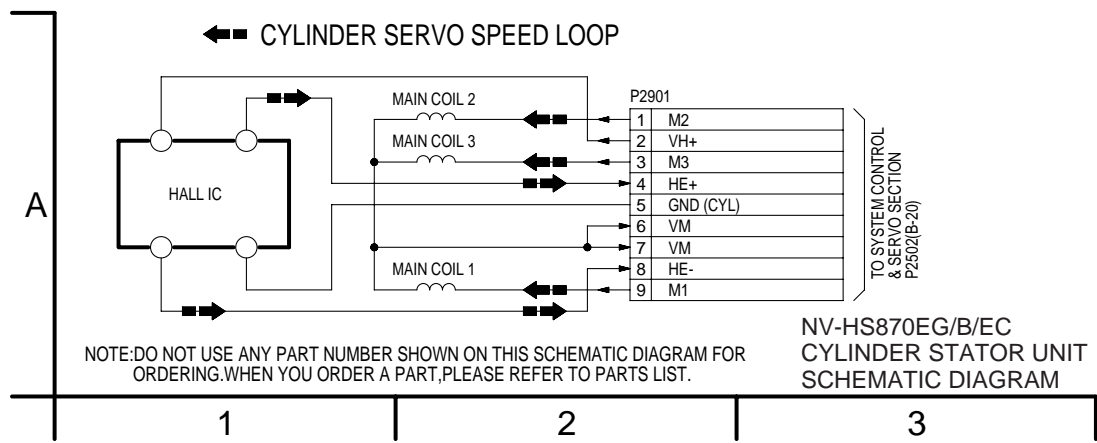 CYLINDER SERVO SPEED LOOP
P2901
MAIN COIL 2
MAIN COIL 3
HALL IC
MAIN COIL 1
1 M2
2 VH+
3 M3
4 HE+
5 GND (CYL)
6 VM
7 VM
8 HE-
9 M1
TO SYSTEM CONTROL
& SERVO SECTION
P2502(B-20)
A
NOTE:DO NOT USE ANY PART NUMBER SHOWN ON THIS SCHEMATIC DIAGRAM FOR
ORDERING.WHEN YOU ORDER A PART,PLEASE REFER TO PARTS LIST.
NV-HS870EG/B/EC
CYLINDER STATOR UNIT
SCHEMATIC DIAGRAM
1 2 3